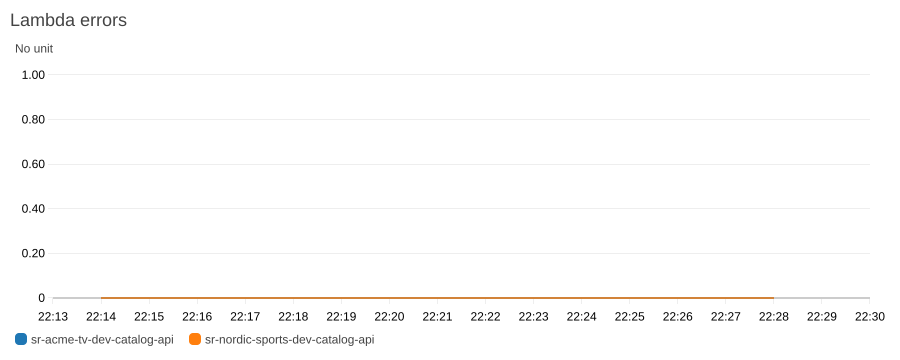 Lambda errors
No unit
1.00
0.80
0.60
0.40
0.20
0
22:13 22:14 22:15 22:16 22:17 22:18 22:19 22:20 22:21 22:22 22:23 22:24 22:25 22:26 22:27 22:28 22:29 22:30
sr-acme-tv-dev-catalog-api sr-nordic-sports-dev-catalog-api